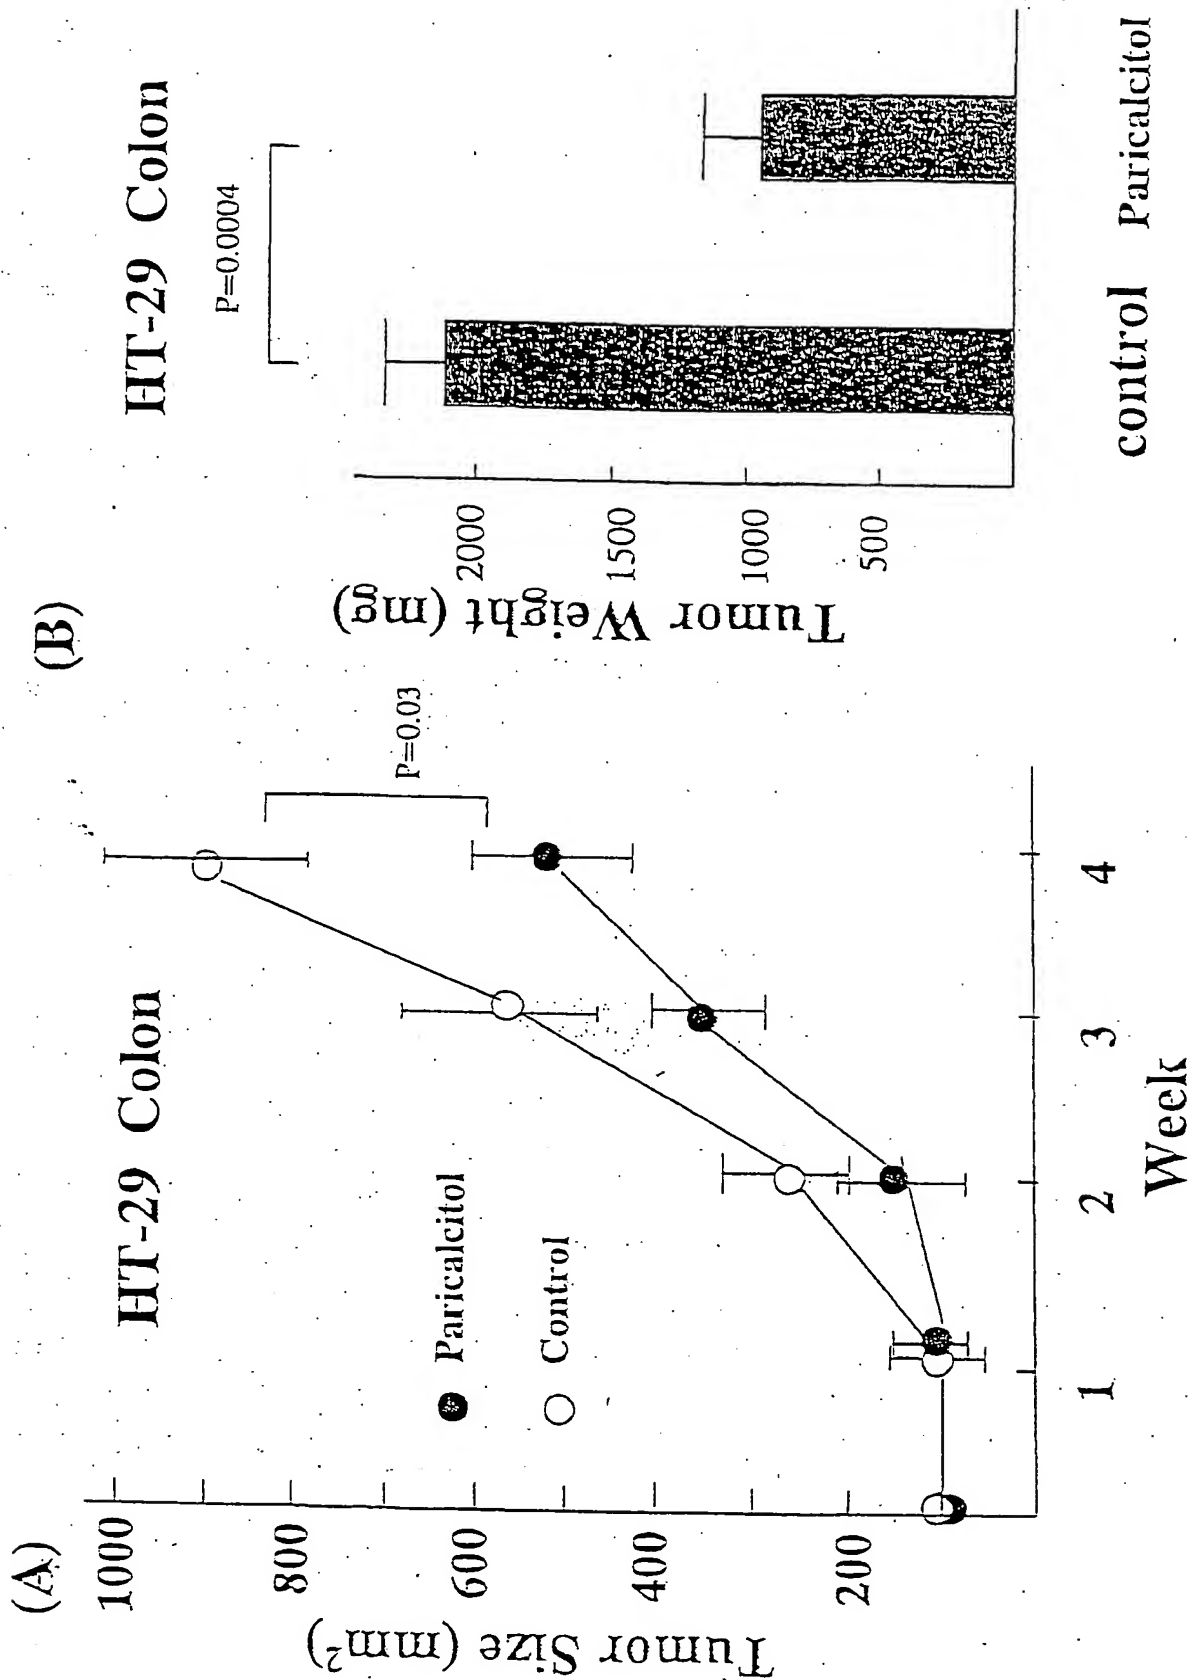 (A)
HT-29 Colon
Tumor Size (mm²)
1000
800
600
400
200
Paricalcitol
Control
P=0.03
1
2
3
4
Week
(B)
HT-29 Colon
P=0.0004
Tumor Weight (mg)
2000
1500
1000
500
control
Paricalcitol